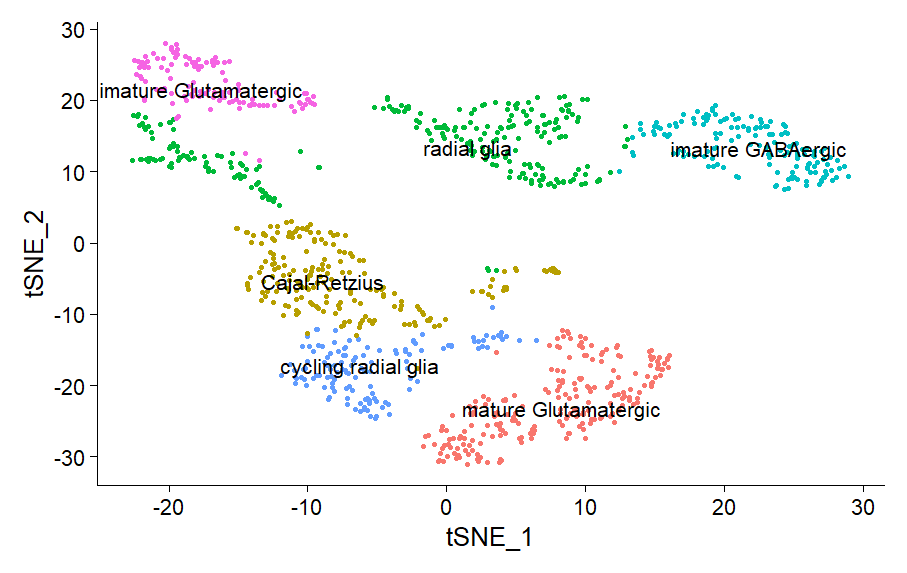 30
imature Glutamatergic
20
radial glia
imature GABAergic
10
tSNE_2
0
Cajal-Retzius
-10
cycling radial glia
-20
mature Glutamatergic
-30
-20 -10 0 10 20 30
tSNE_1